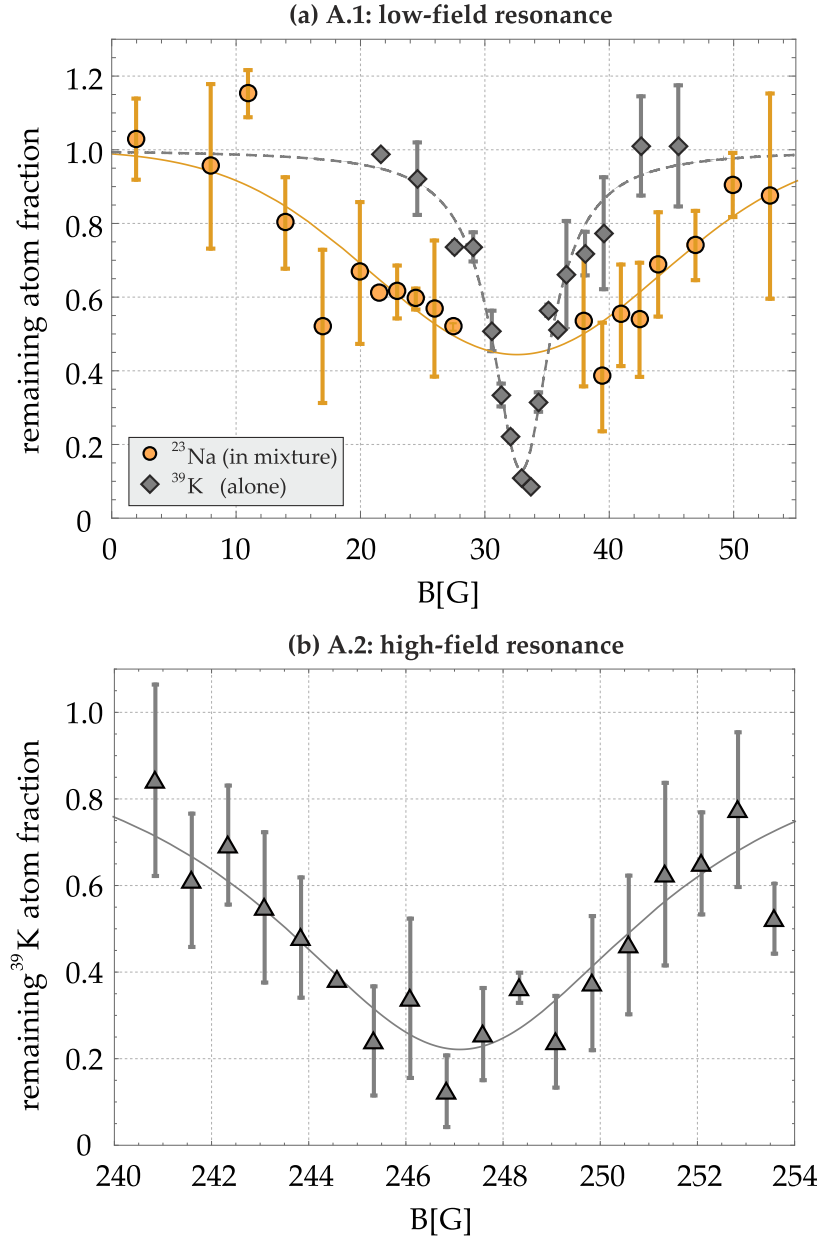 (a) A.1: low-field resonance
remaining atom fraction
1.2
1.0
0.8
0.6
0.4
0.2
0
²³Na (in mixture)
³⁹K (alone)
0 10 20 30 40 50
B[G]
(b) A.2: high-field resonance
remaining ³⁹K atom fraction
1.0
0.8
0.6
0.4
0.2
0
240 242 244 246 248 250 252 254
B[G]